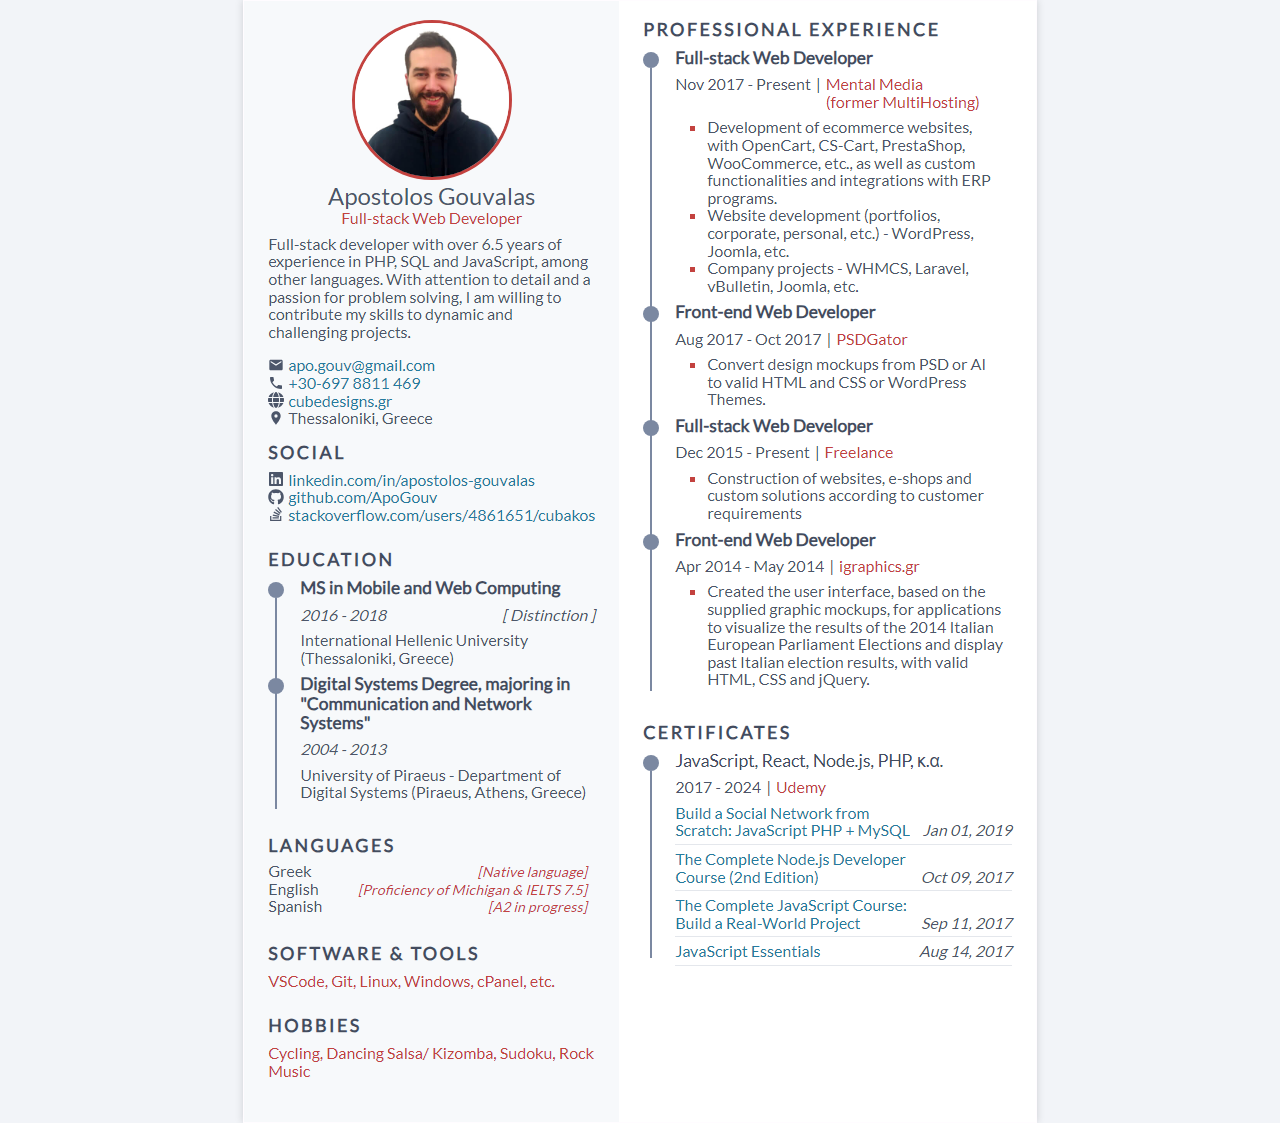 Apostolos Gouvalas
Full-stack Web Developer
Full-stack developer with over 6.5 years of
experience in PHP, SQL and JavaScript, among
other languages. With attention to detail and a
passion for problem solving, I am willing to
contribute my skills to dynamic and
challenging projects.
apo.gouv@gmail.com
+30-697 8811 469
cubedesigns.gr
Thessaloniki, Greece
SOCIAL
linkedin.com/in/apostolos-gouvalas
github.com/ApoGouv
stackoverflow.com/users/4861651/cubakos
EDUCATION
MS in Mobile and Web Computing
2016 - 2018 [ Distinction ]
International Hellenic University
(Thessaloniki, Greece)
Digital Systems Degree, majoring in
"Communication and Network
Systems"
2004 - 2013
University of Piraeus - Department of
Digital Systems (Piraeus, Athens, Greece)
LANGUAGES
Greek [Native language]
English [Proficiency of Michigan & IELTS 7.5]
Spanish [A2 in progress]
SOFTWARE & TOOLS
VSCode, Git, Linux, Windows, cPanel, etc.
HOBBIES
Cycling, Dancing Salsa/ Kizomba, Sudoku, Rock
Music
PROFESSIONAL EXPERIENCE
Full-stack Web Developer
Nov 2017 - Present | Mental Media
(former MultiHosting)
Development of ecommerce websites,
with OpenCart, CS-Cart, PrestaShop,
WooCommerce, etc., as well as custom
functionalities and integrations with ERP
programs.
Website development (portfolios,
corporate, personal, etc.) - WordPress,
Joomla, etc.
Company projects - WHMCS, Laravel,
vBulletin, Joomla, etc.
Front-end Web Developer
Aug 2017 - Oct 2017 | PSDGator
Convert design mockups from PSD or AI
to valid HTML and CSS or WordPress
Themes.
Full-stack Web Developer
Dec 2015 - Present | Freelance
Construction of websites, e-shops and
custom solutions according to customer
requirements
Front-end Web Developer
Apr 2014 - May 2014 | igraphics.gr
Created the user interface, based on the
supplied graphic mockups, for applications
to visualize the results of the 2014 Italian
European Parliament Elections and display
past Italian election results, with valid
HTML, CSS and jQuery.
CERTIFICATES
JavaScript, React, Node.js, PHP, κ.α.
2017 - 2024 | Udemy
Build a Social Network from
Scratch: JavaScript PHP + MySQL Jan 01, 2019
The Complete Node.js Developer
Course (2nd Edition) Oct 09, 2017
The Complete JavaScript Course:
Build a Real-World Project Sep 11, 2017
JavaScript Essentials Aug 14, 2017